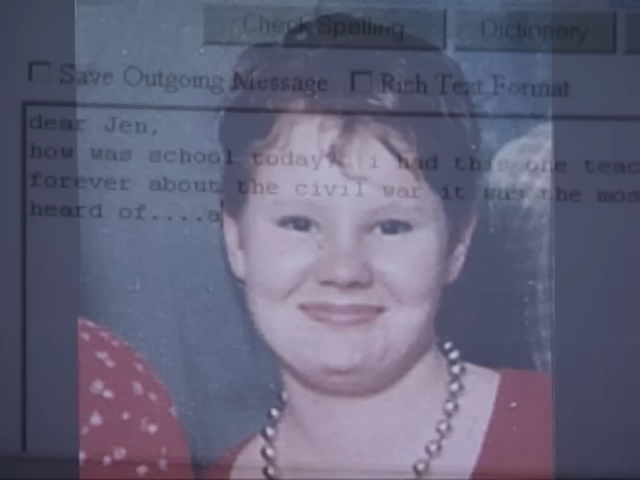 Check Spelling
Dictionary
Save Outgoing Message
Rich Text Format
dear Jen,
how was school today? i had this one teac
forever about the civil war it was the mos
heard of....a